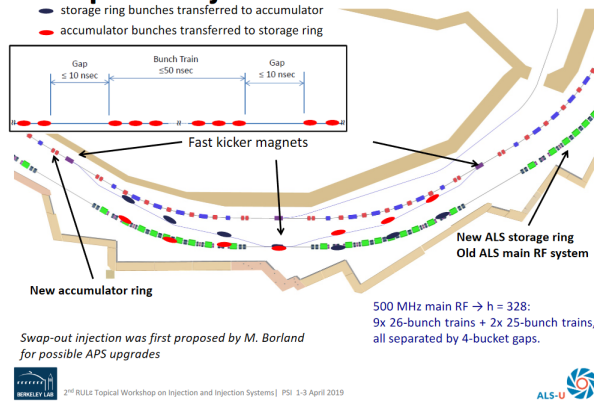 storage ring bunches transferred to accumulator
accumulator bunches transferred to storage ring
Gap
≤ 10 nsec
Bunch Train
≤50 nsec
Gap
≤ 10 nsec
Fast kicker magnets
New ALS storage ring
Old ALS main RF system
New accumulator ring
500 MHz main RF → h = 328:
9x 26-bunch trains + 2x 25-bunch trains,
all separated by 4-bucket gaps.
Swap-out injection was first proposed by M. Borland
for possible APS upgrades
BERKELEY LAB
2nd RULε Topical Workshop on Injection and Injection Systems| PSI 1-3 April 2019
ALS-U